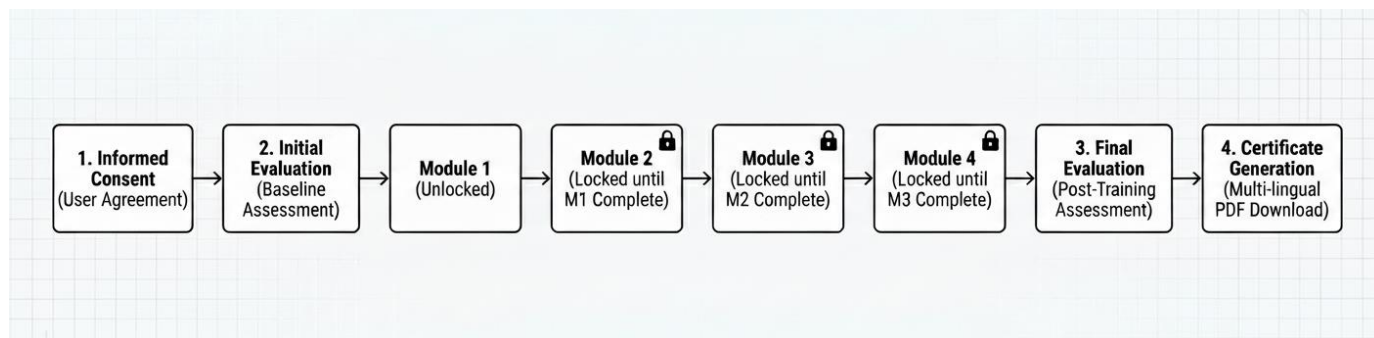 1. Informed
Consent
(User Agreement)
2. Initial
Evaluation
(Baseline
Assessment)
Module 1
(Unlocked)
Module 2
(Locked until
M1 Complete)
Module 3
(Locked until
M2 Complete)
Module 4
(Locked until
M3 Complete)
3. Final
Evaluation
(Post-Training
Assessment)
4. Certificate
Generation
(Multi-lingual
PDF Download)